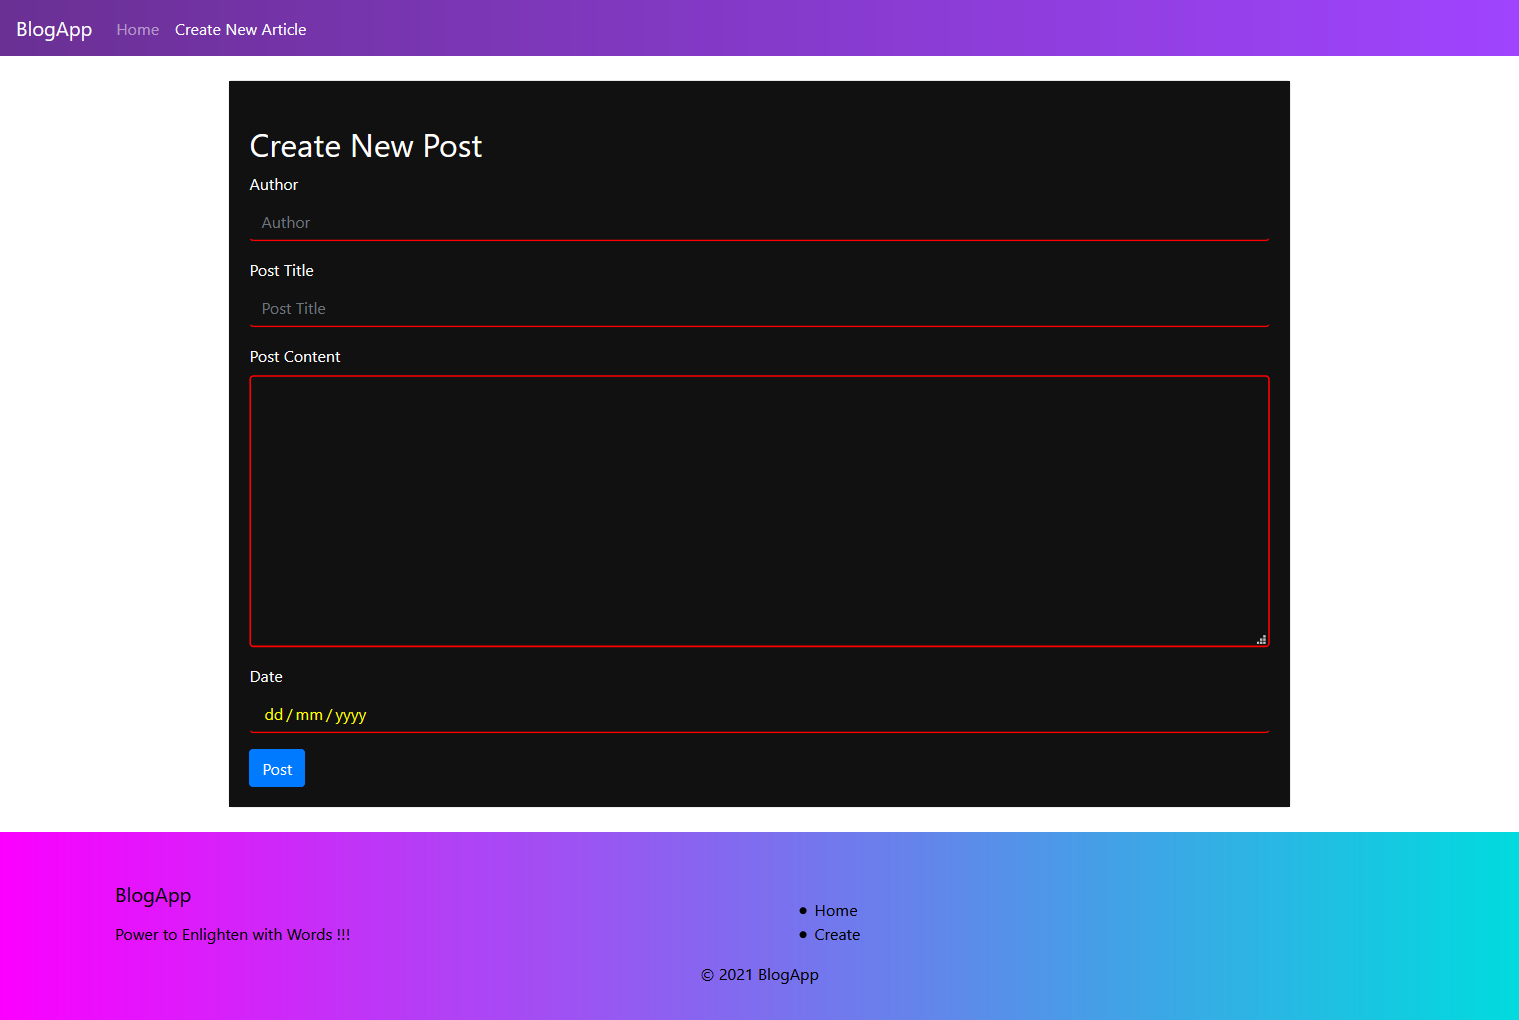 BlogApp Home Create New Article
Create New Post
Author
Author
Post Title
Post Title
Post Content
Date
dd / mm / yyyy
Post
BlogApp
Power to Enlighten with Words !!!
• Home
• Create
© 2021 BlogApp